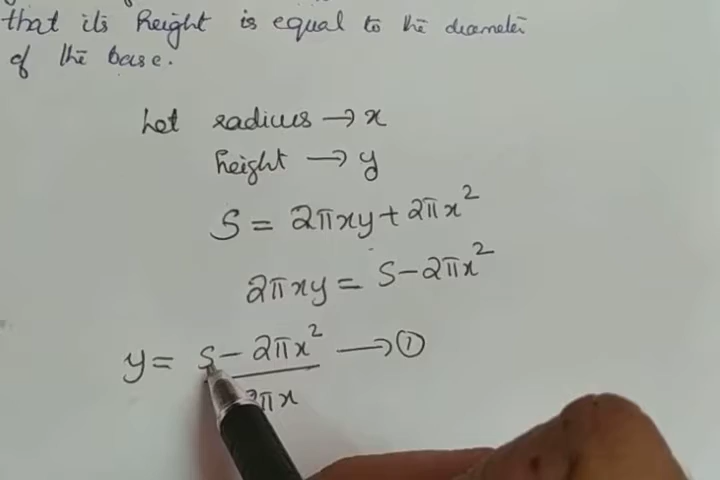 that its height is equal to the diameter
of the base.
Let radius → x
height → y
S = 2πxy + 2πx²
2πxy = S − 2πx²
y = S − 2πx² → ①
2πx